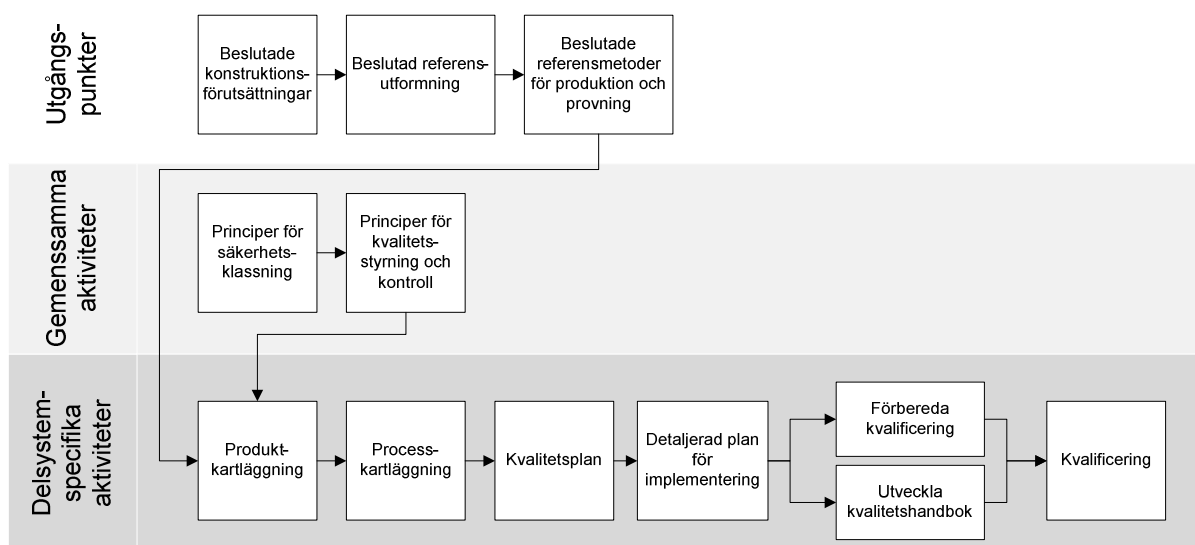 Utgångs-
punkter
Beslutade
konstruktions-
förutsättningar
Beslutad referens-
utformning
Beslutade
referensmetoder
för produktion och
provning
Gemenssamma
aktiviteter
Principer för
säkerhets-
klassning
Principer för
kvalitets-
styrning och
kontroll
Delsystem-
specifika
aktiviteter
Produkt-
kartläggning
Process-
kartläggning
Kvalitetsplan
Detaljerad plan
för
implementering
Förbereda
kvalificering
Utveckla
kvalitetshandbok
Kvalificering